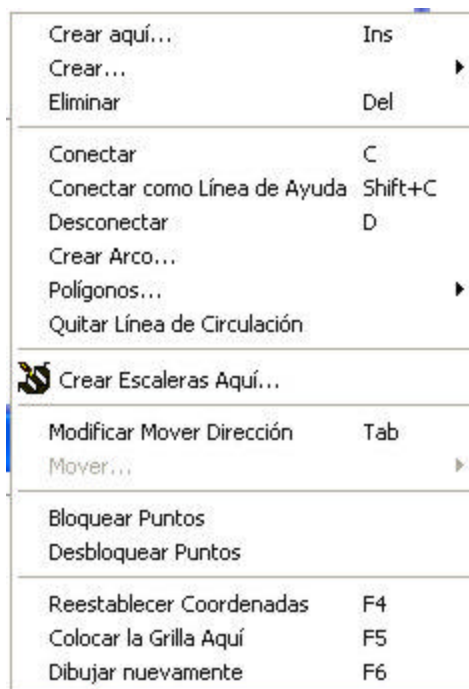 Crear aquí... Ins
Crear...
Eliminar Del
Conectar C
Conectar como Línea de Ayuda Shift+C
Desconectar D
Crear Arco...
Polígonos...
Quitar Línea de Circulación
Crear Escaleras Aquí...
Modificar Mover Dirección Tab
Mover...
Bloquear Puntos
Desbloquear Puntos
Reestablecer Coordenadas F4
Colocar la Grilla Aquí F5
Dibujar nuevamente F6